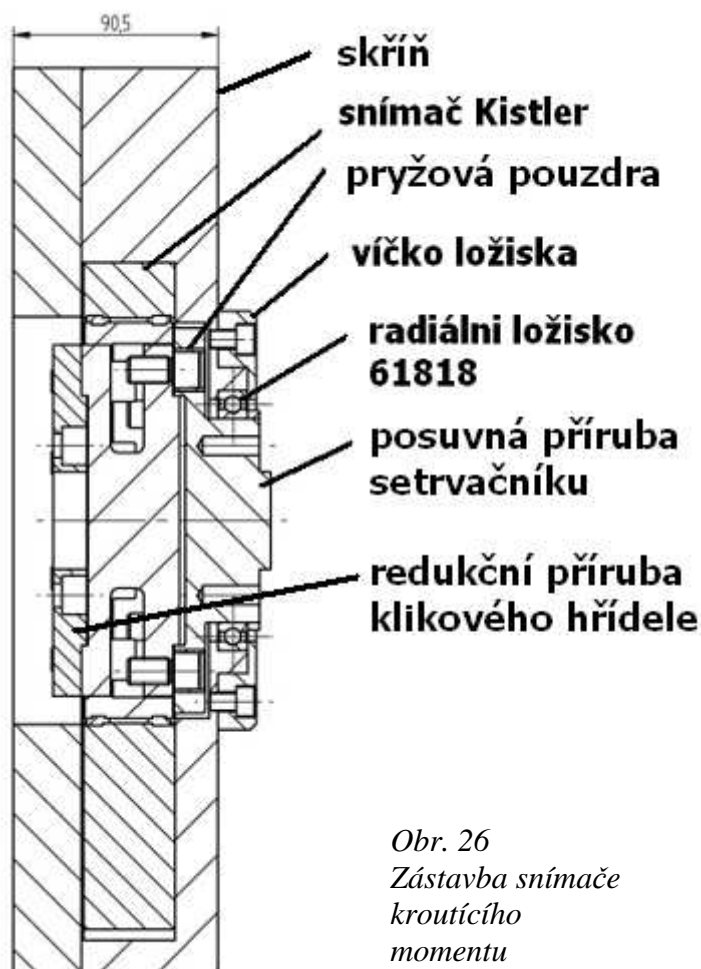 90,5
skříň
snímač Kistler
pryžová pouzdra
víčko ložiska
radiálni ložisko
61818
posuvná příruba
setrvačníku
redukční příruba
klikového hřídele
Obr. 26
Zástavba snímače
kroutícího
momentu